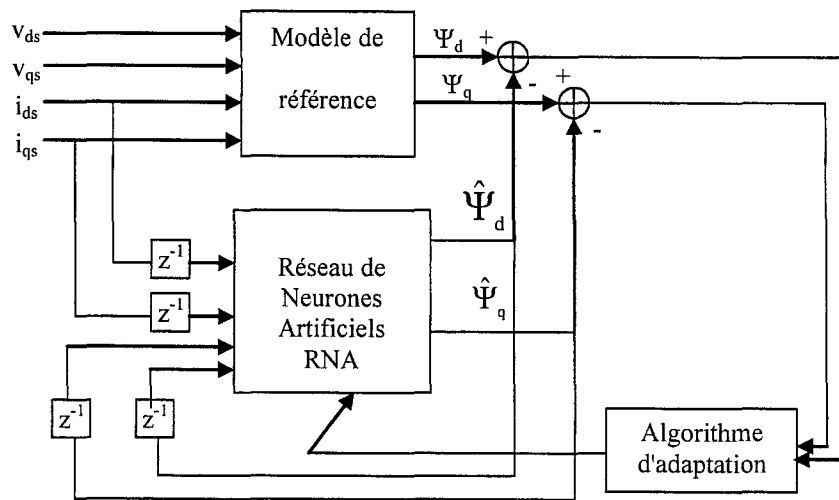 v_ds
v_qs
i_ds
i_qs
Modèle de
référence
Ψ_d
+
-
Ψ_q
+
-
Ψ̂_d
Ψ̂_q
z⁻¹
z⁻¹
z⁻¹
z⁻¹
Réseau de
Neurones
Artificiels
RNA
Algorithme
d'adaptation